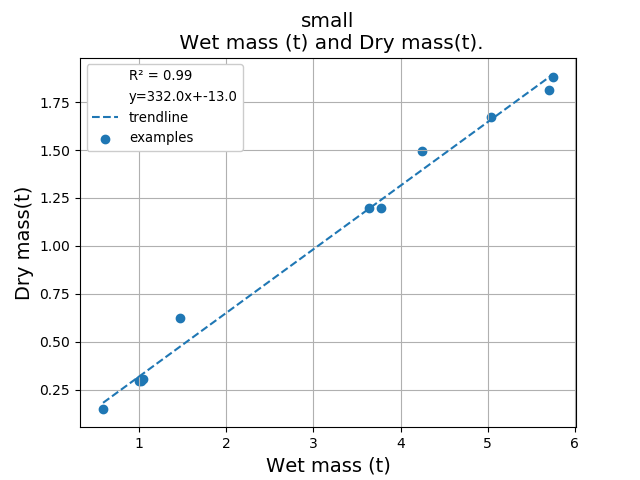 small
Wet mass (t) and Dry mass(t).
R² = 0.99
y=332.0x+-13.0
trendline
examples
Dry mass(t)
1.75
1.50
1.25
1.00
0.75
0.50
0.25
1 2 3 4 5 6
Wet mass (t)